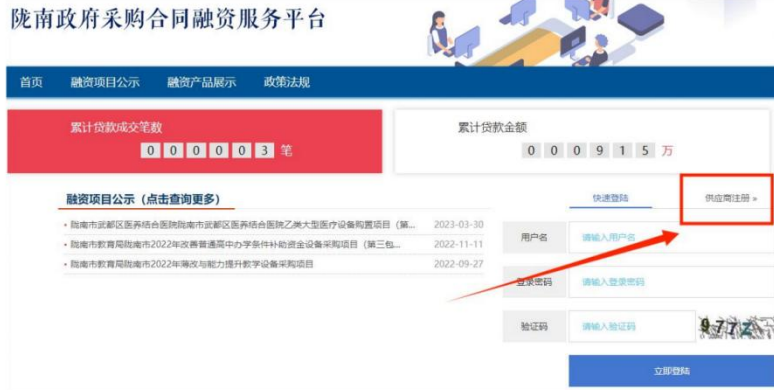 陇南政府采购合同融资服务平台
首页 融资项目公示 融资产品展示 政策法规
累计贷款成交笔数
0 0 0 0 0 3 笔
累计贷款金额
0 0 0 9 1 5 万
融资项目公示（点击查询更多）
• 陇南市武都区医养结合医院陇南市武都区医养结合医院乙类大型医疗设备购置项目（第... 2023-03-30
• 陇南市教育局陇南市2022年改善普通高中办学条件补助资金设备采购项目（第三包... 2022-11-11
• 陇南市教育局陇南市2022年薄改与能力提升教学设备采购项目 2022-09-27
快速登陆 供应商注册 »
用户名 请输入用户名
登录密码 请输入登录密码
验证码 请输入验证码 977Z
立即登陆